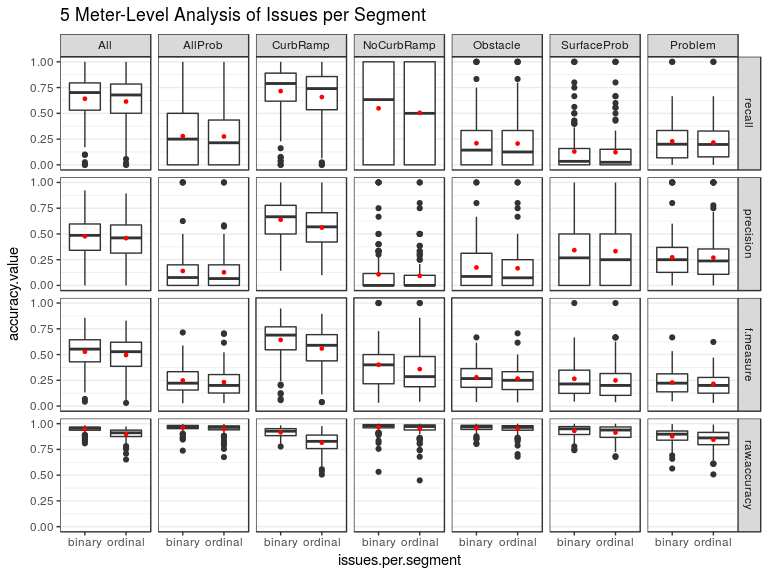 5 Meter-Level Analysis of Issues per Segment
All AllProb CurbRamp NoCurbRamp Obstacle SurfaceProb Problem
accuracy.value
1.00
0.75
0.50
0.25
0.00
recall
1.00
0.75
0.50
0.25
0.00
precision
1.00
0.75
0.50
0.25
0.00
f.measure
1.00
0.75
0.50
0.25
0.00
raw.accuracy
binary ordinal binary ordinal binary ordinal binary ordinal binary ordinal binary ordinal binary ordinal
issues.per.segment